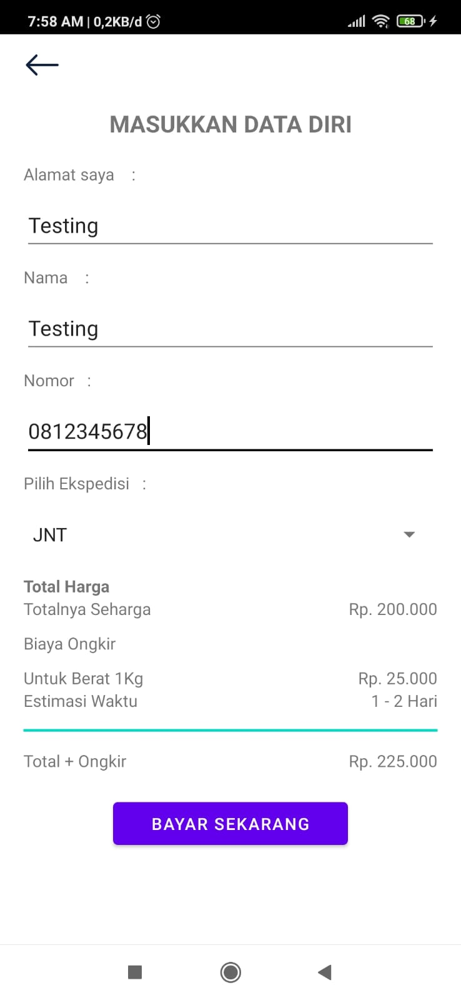 7:58 AM | 0,2KB/d
68
MASUKKAN DATA DIRI
Alamat saya :
Testing
Nama :
Testing
Nomor :
0812345678
Pilih Ekspedisi :
JNT
Total Harga
Totalnya Seharga Rp. 200.000
Biaya Ongkir
Untuk Berat 1Kg Rp. 25.000
Estimasi Waktu 1 - 2 Hari
Total + Ongkir Rp. 225.000
BAYAR SEKARANG